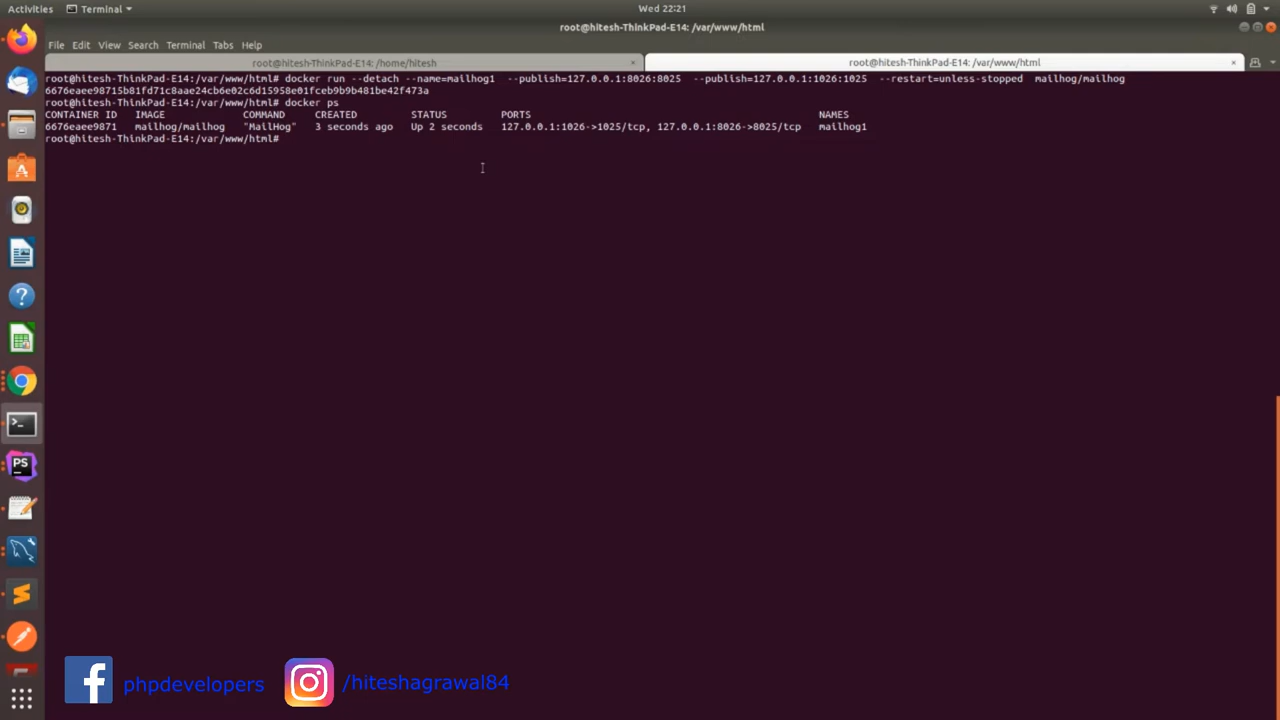 Activities Terminal Wed 22:21
root@hitesh-ThinkPad-E14: /var/www/html
File Edit View Search Terminal Tabs Help
root@hitesh-ThinkPad-E14: /home/hitesh × root@hitesh-ThinkPad-E14: /var/www/html ×
root@hitesh-ThinkPad-E14:/var/www/html# docker run --detach --name=mailhog1 --publish=127.0.0.1:8026:8025 --publish=127.0.0.1:1026:1025 --restart=unless-stopped mailhog/mailhog
6676eaee98715b81fd71c8aae24cb6e02c6d15958e01fceb9b9b481be42f473a
root@hitesh-ThinkPad-E14:/var/www/html# docker ps
CONTAINER ID IMAGE COMMAND CREATED STATUS PORTS NAMES
6676eaee9871 mailhog/mailhog "MailHog" 3 seconds ago Up 2 seconds 127.0.0.1:1026->1025/tcp, 127.0.0.1:8026->8025/tcp mailhog1
root@hitesh-ThinkPad-E14:/var/www/html#
PS
phpdevelopers /hiteshagrawal84